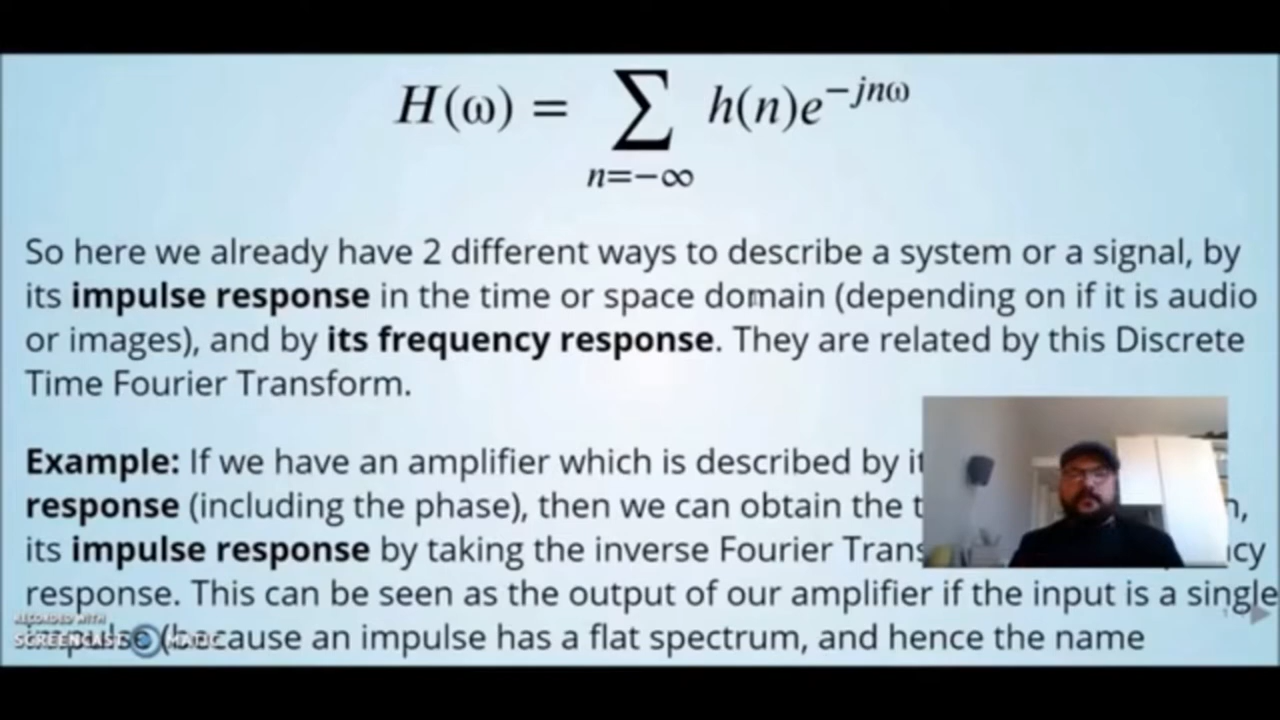 H(ω) = ∑ h(n)e^{-jnω}
n=-∞
So here we already have 2 different ways to describe a system or a signal, by
its impulse response in the time or space domain (depending on if it is audio
or images), and by its frequency response. They are related by this Discrete
Time Fourier Transform.
Example: If we have an amplifier which is described by
response (including the phase), then we can obtain the
its impulse response by taking the inverse Fourier
response. This can be seen as the output of our amplifier if the input is a single
(because an impulse has a flat spectrum, and hence the name
RECORDED WITH
SCREENCAST MATIC